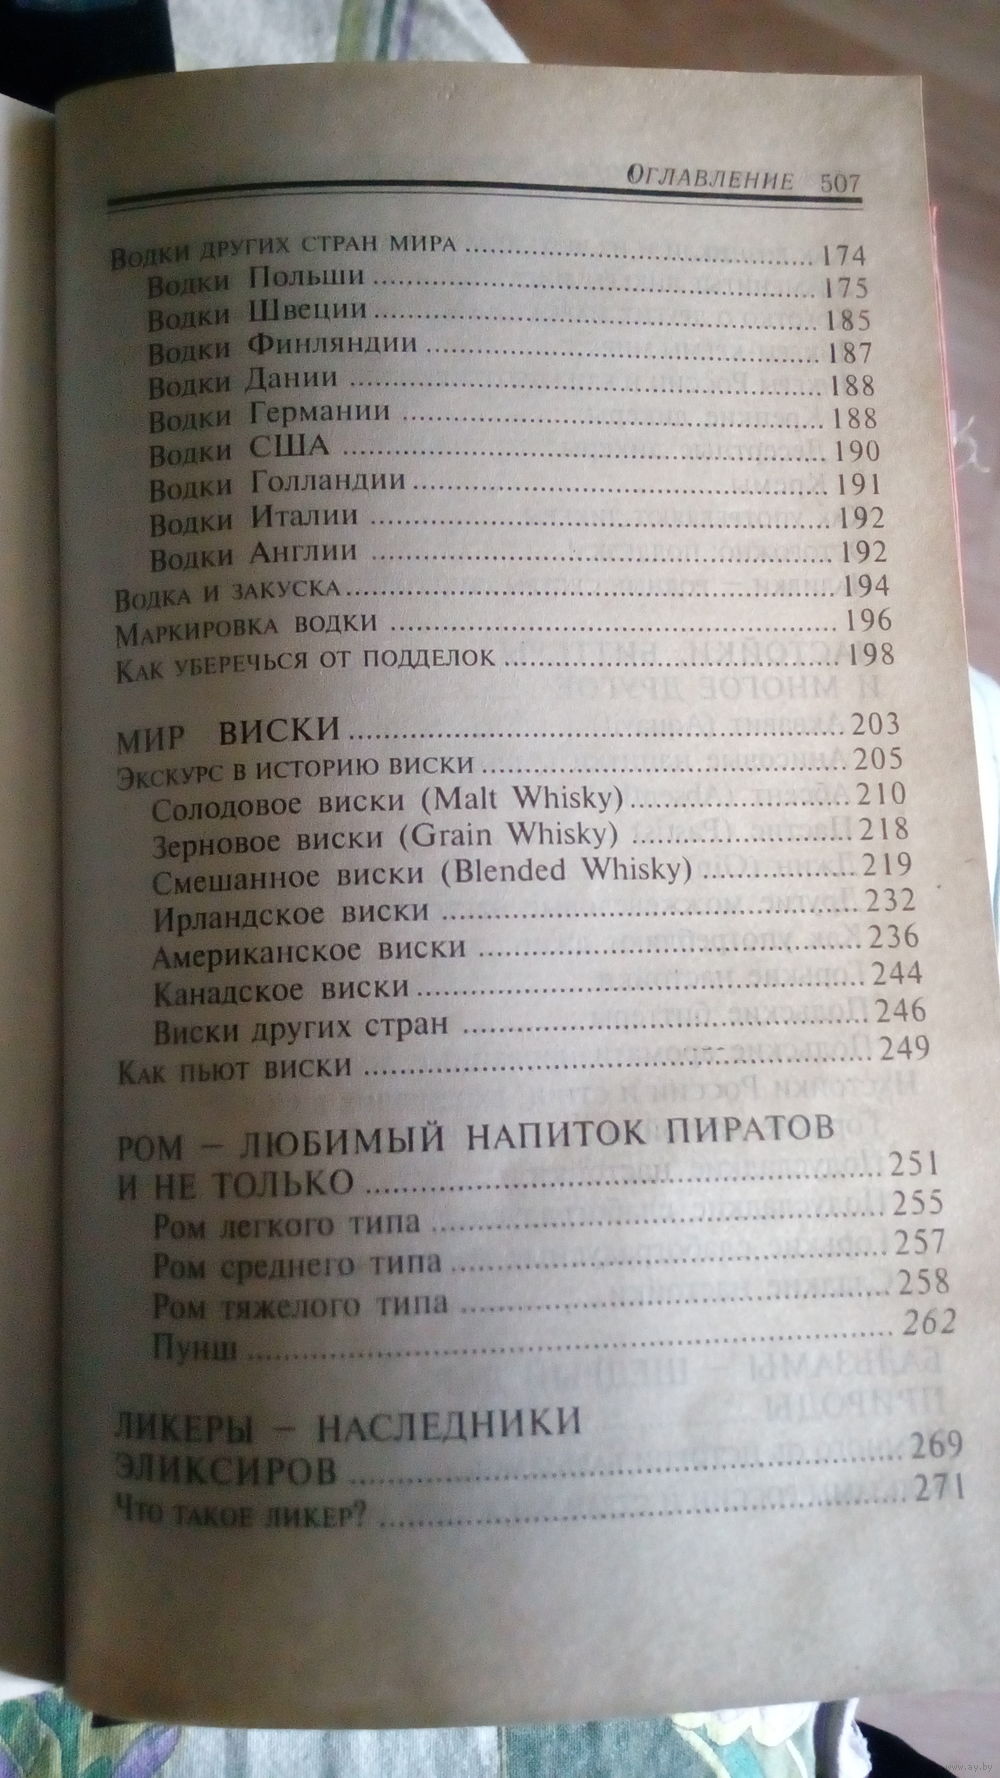 ОГЛАВЛЕНИЕ 507
ВОДКИ ДРУГИХ СТРАН МИРА 174
Водки Польши 175
Водки Швеции 185
Водки Финляндии 187
Водки Дании 188
Водки Германии 188
Водки США 190
Водки Голландии 191
Водки Италии 192
Водки Англии 192
ВОДКА И ЗАКУСКА 194
МАРКИРОВКА ВОДКИ 196
КАК УБЕРЕЧЬСЯ ОТ ПОДДЕЛОК 198
МИР ВИСКИ 203
ЭКСКУРС В ИСТОРИЮ ВИСКИ 205
Солодовое виски (Malt Whisky) 210
Зерновое виски (Grain Whisky) 218
Смешанное виски (Blended Whisky) 219
Ирландское виски 232
Американское виски 236
Канадское виски 244
Виски других стран 246
КАК ПЬЮТ ВИСКИ 249
РОМ – ЛЮБИМЫЙ НАПИТОК ПИРАТОВ
И НЕ ТОЛЬКО 251
Ром легкого типа 255
Ром среднего типа 257
Ром тяжелого типа 258
Пунш 262
ЛИКЕРЫ – НАСЛЕДНИКИ
ЭЛИКСИРОВ 269
ЧТО ТАКОЕ ЛИКЕР? 271
www.ay.by